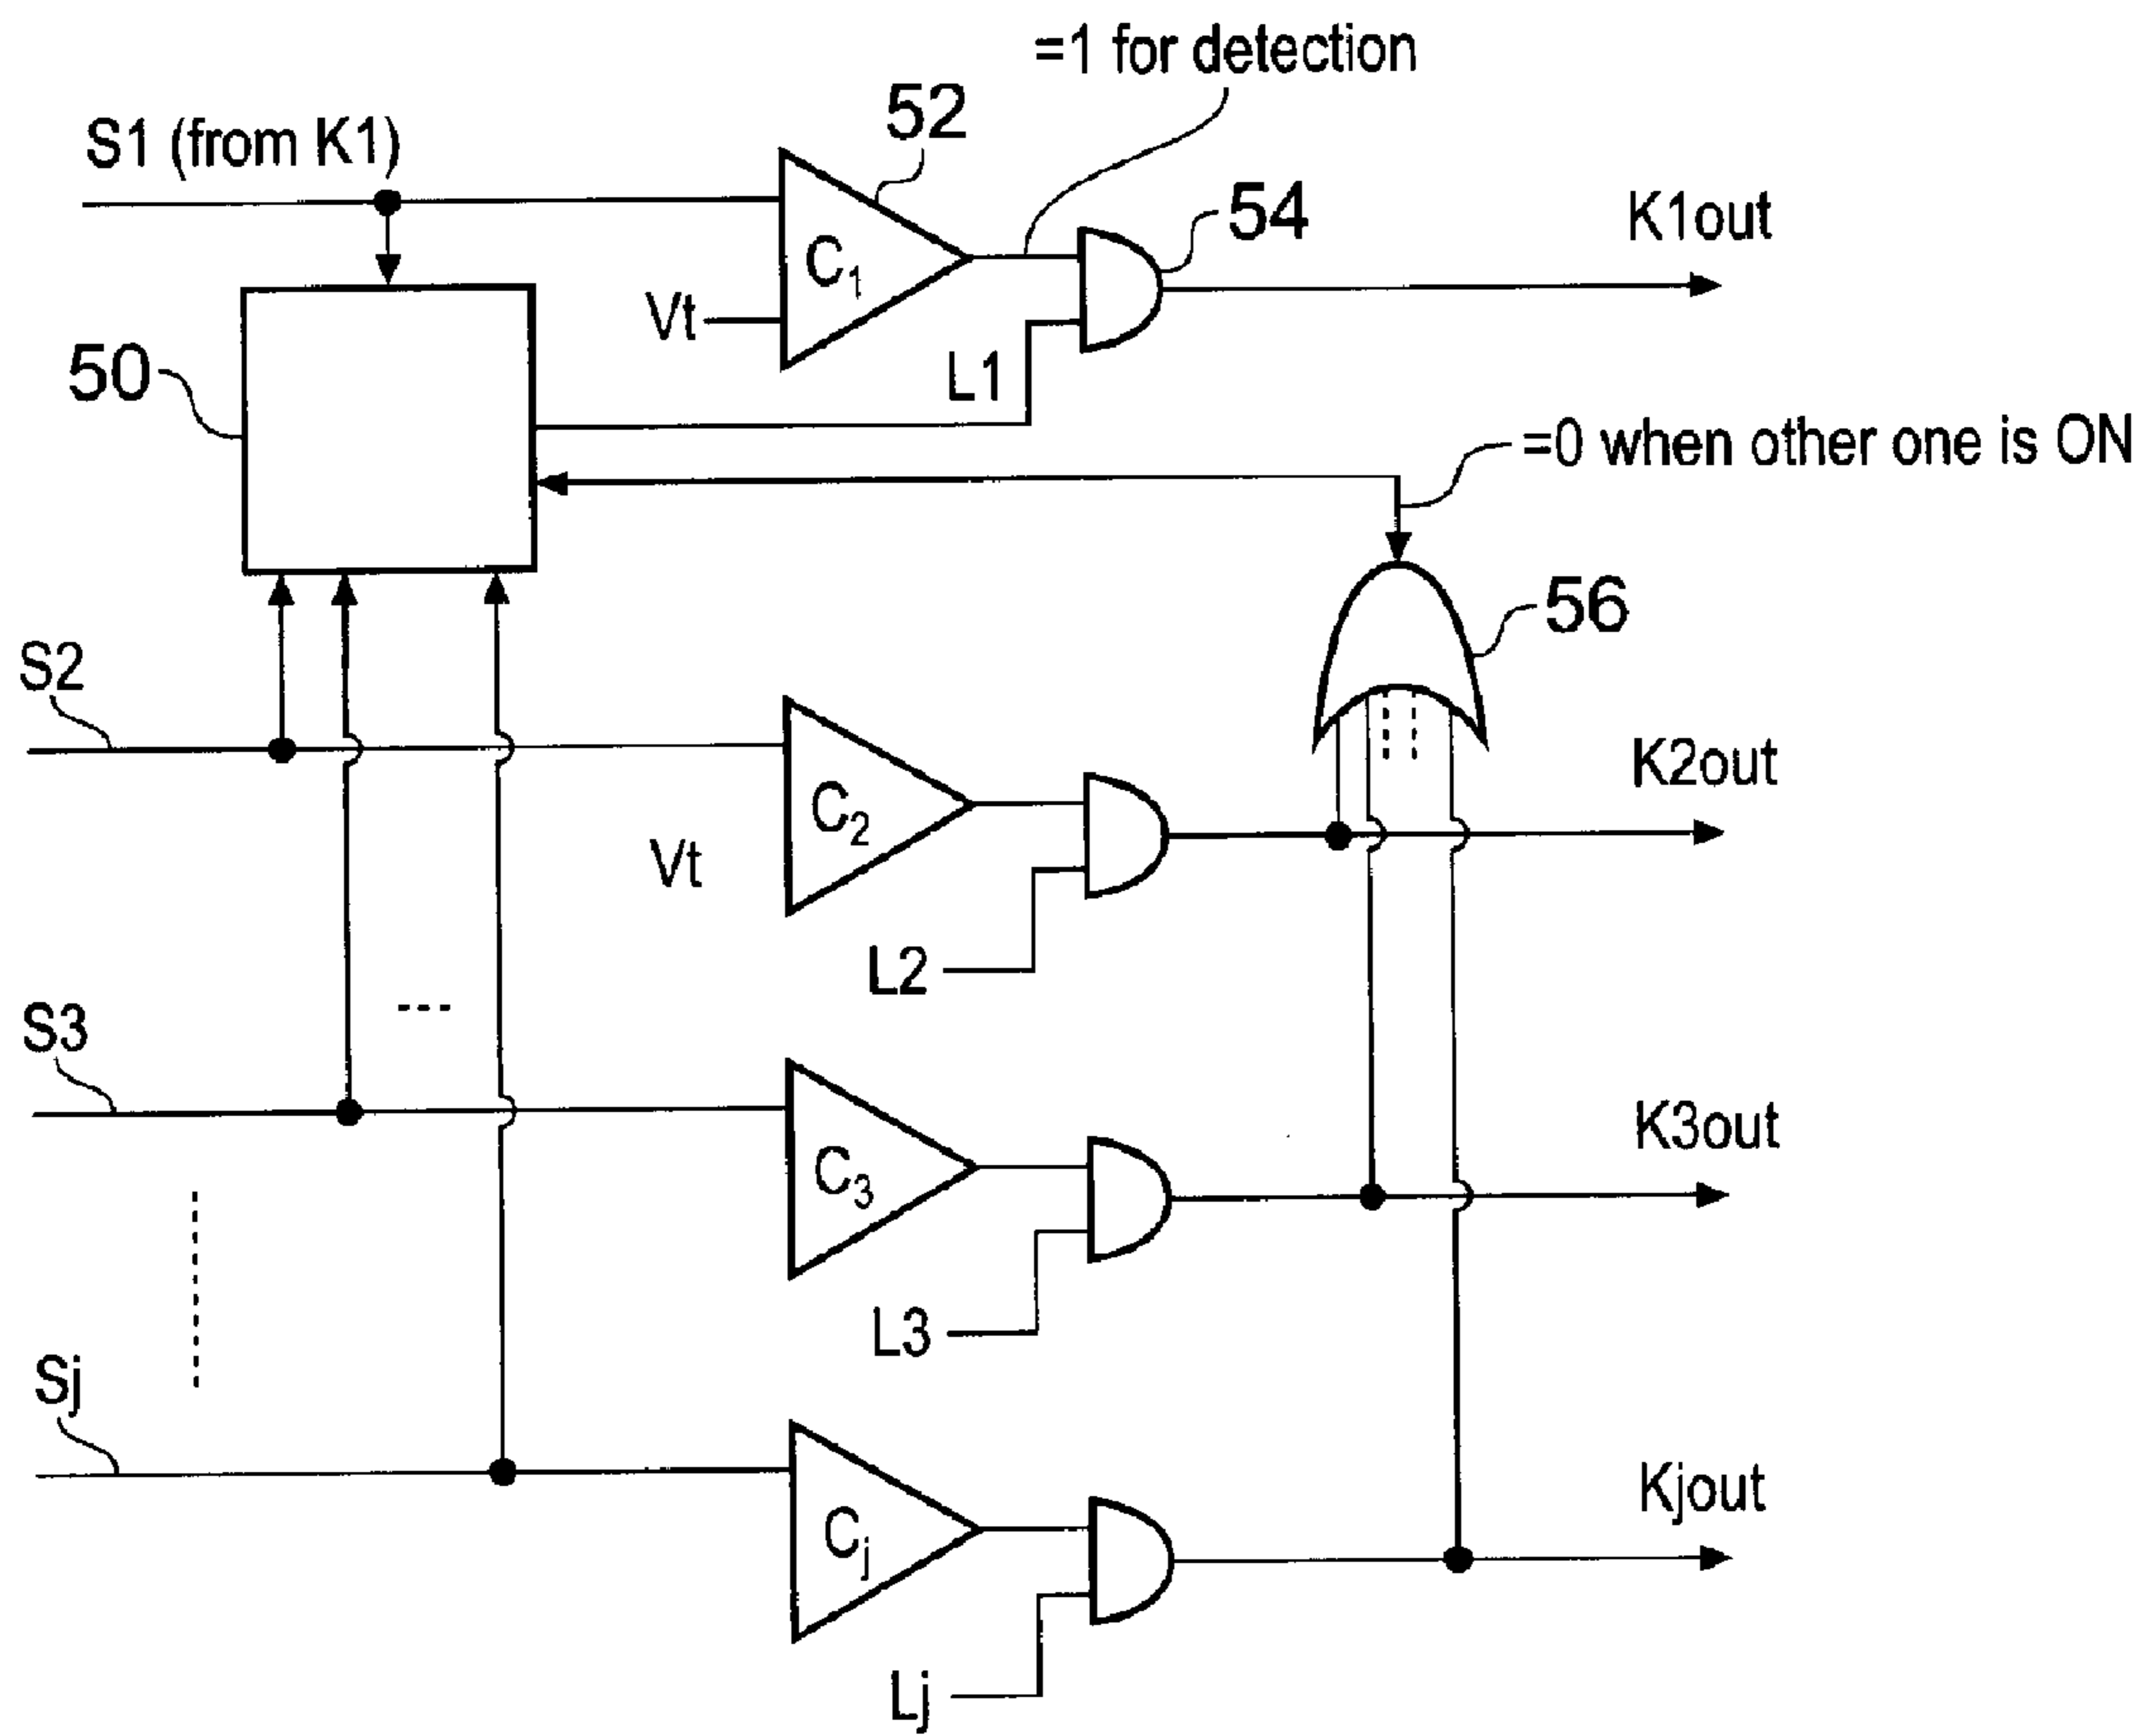 =1 for detection
52
S1 (from K1)
54
K1out
C1
Vt
50
L1
=0 when other one is ON
56
S2
K2out
C2
Vt
L2
S3
K3out
C3
L3
Sj
Kjout
Cj
Lj